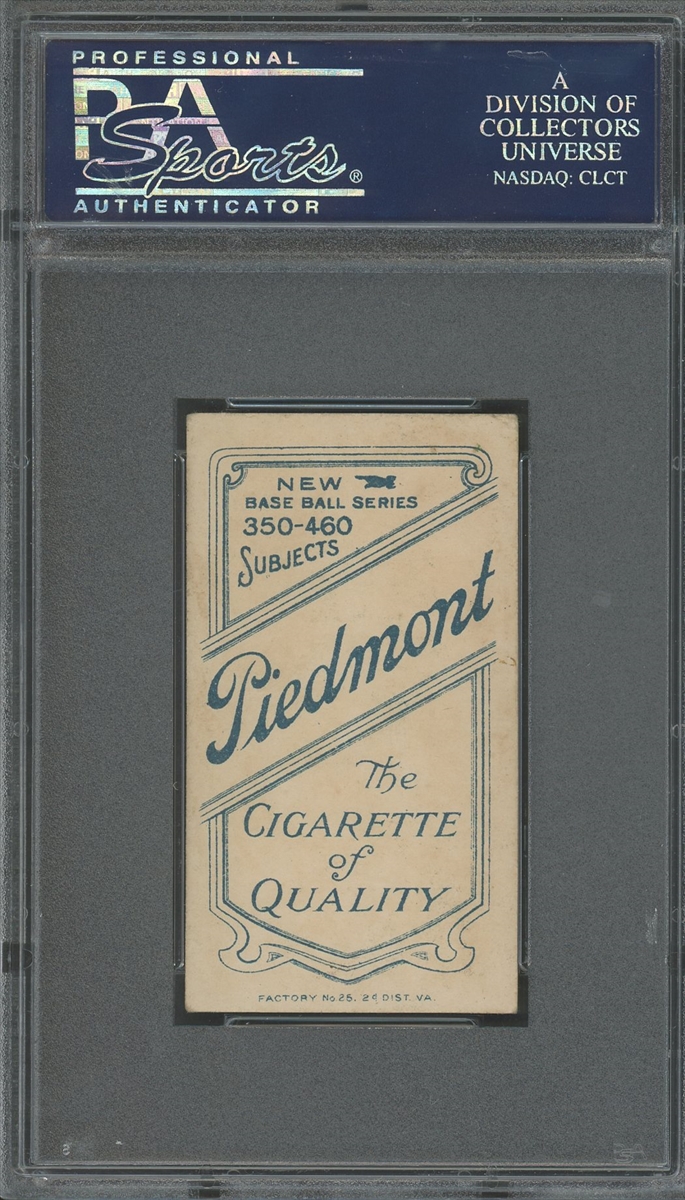 PROFESSIONAL
PSA
Sports®
AUTHENTICATOR
A
DIVISION OF
COLLECTORS
UNIVERSE
NASDAQ: CLCT
NEW
BASE BALL SERIES
350-460
SUBJECTS
Piedmont
The
CIGARETTE
of
QUALITY
FACTORY No 25. 2d DIST. VA.